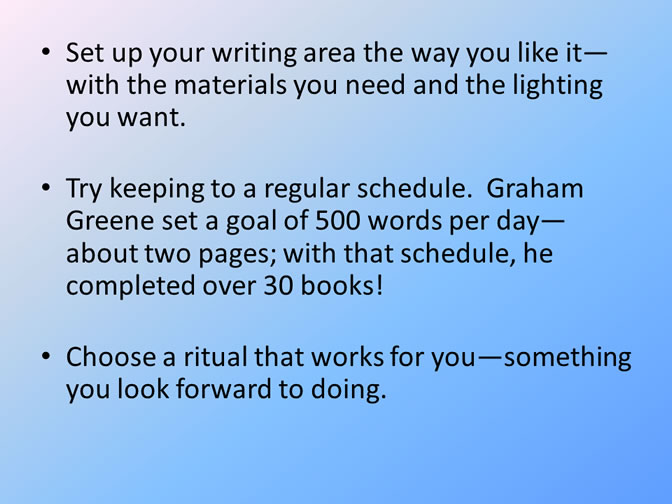 • Set up your writing area the way you like it—
with the materials you need and the lighting
you want.
• Try keeping to a regular schedule.  Graham
Greene set a goal of 500 words per day—
about two pages; with that schedule, he
completed over 30 books!
• Choose a ritual that works for you—something
you look forward to doing.